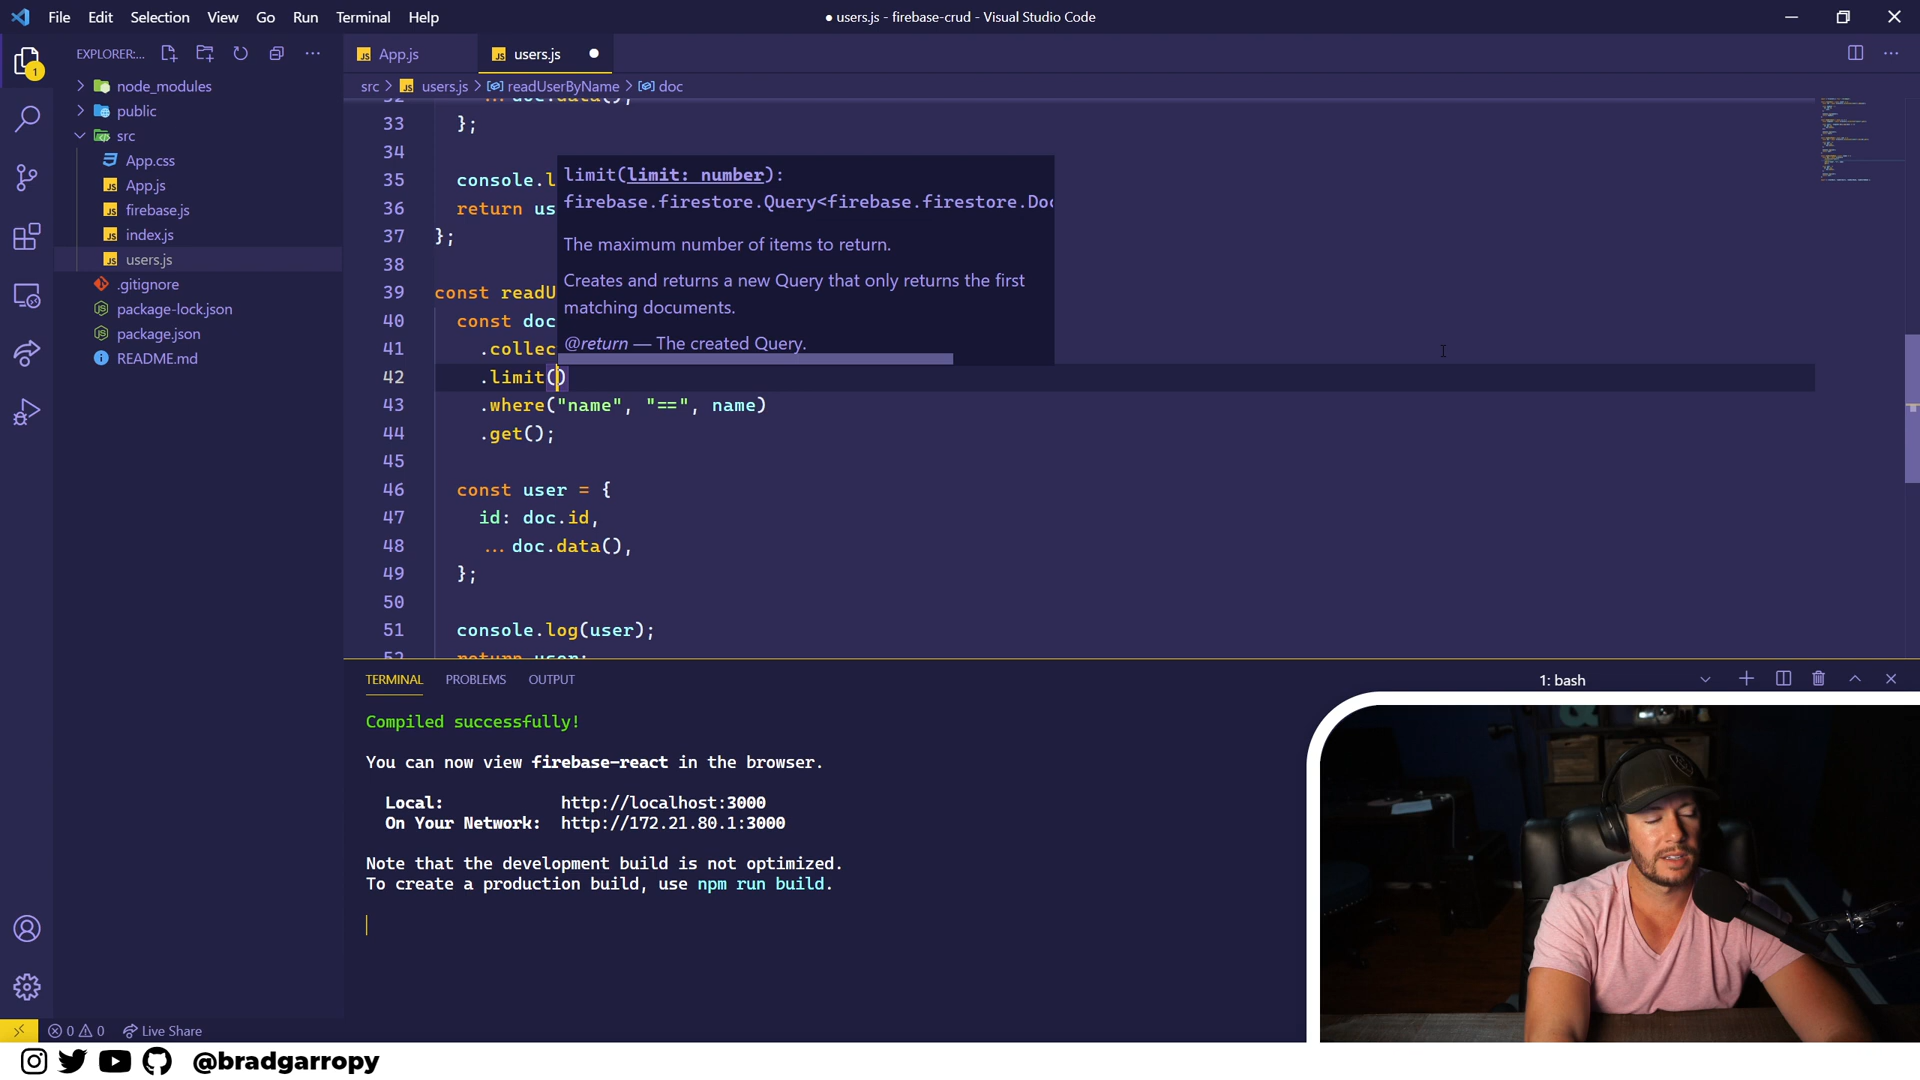 File Edit Selection View Go Run Terminal Help
● users.js - firebase-crud - Visual Studio Code
EXPLORER:...
App.js
users.js
1
node_modules
public
src
App.css
App.js
firebase.js
index.js
users.js
.gitignore
package-lock.json
package.json
README.md
src > users.js > readUserByName > doc
32 ...doc.data(),
33 };
34
35 console.l
36 return us
37 };
38
39 const readU
40 const doc
41 .collec
42 .limit()
43 .where("name", "==", name)
44 .get();
45
46 const user = {
47 id: doc.id,
48 ...doc.data(),
49 };
50
51 console.log(user);
52 return user;
limit(limit: number):
firebase.firestore.Query<firebase.firestore.Doc
The maximum number of items to return.
Creates and returns a new Query that only returns the first
matching documents.
@return — The created Query.
TERMINAL PROBLEMS OUTPUT
1: bash
Compiled successfully!
You can now view firebase-react in the browser.
Local: http://localhost:3000
On Your Network: http://172.21.80.1:3000
Note that the development build is not optimized.
To create a production build, use npm run build.
0 0 Live Share
@bradgarropy